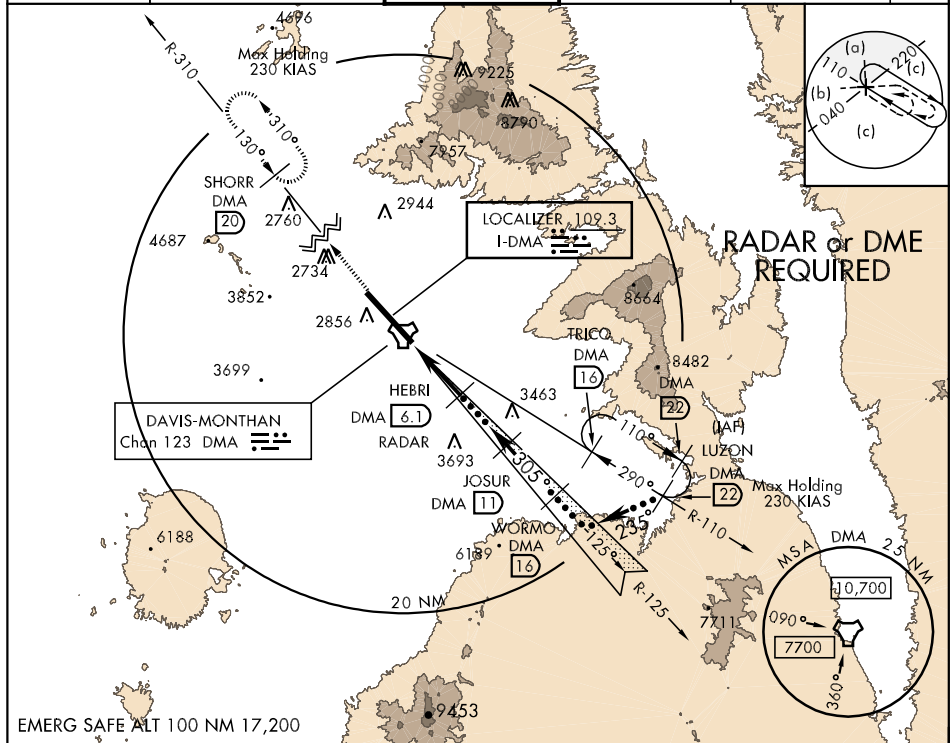 4696
R-310
Max Holding
230 KIAS
9225
8790
7957
310°
130°
SHORR
DMA
20
2760
2944
4687
2734
3852
2856
3699
LOCALIZER 109.3
I-DMA
RADAR or DME
REQUIRED
(a)
220
(c)
110
(b)
040
(c)
8664
8482
TRICO
DMA
16
DMA
22
(IAF)
LUZON
DMA
22
Max Holding
230 KIAS
110°
290°
R-110
HEBRI
DMA 6.1
RADAR
3463
3693
DAVIS-MONTHAN
Chan 123 DMA
305°
JOSUR
DMA 11
235°
WORMO
DMA
16
125°
R-125
6188
6189
20 NM
7711
MSA DMA 25 NM
10,700
090°
7700
360°
9453
EMERG SAFE ALT 100 NM 17,200